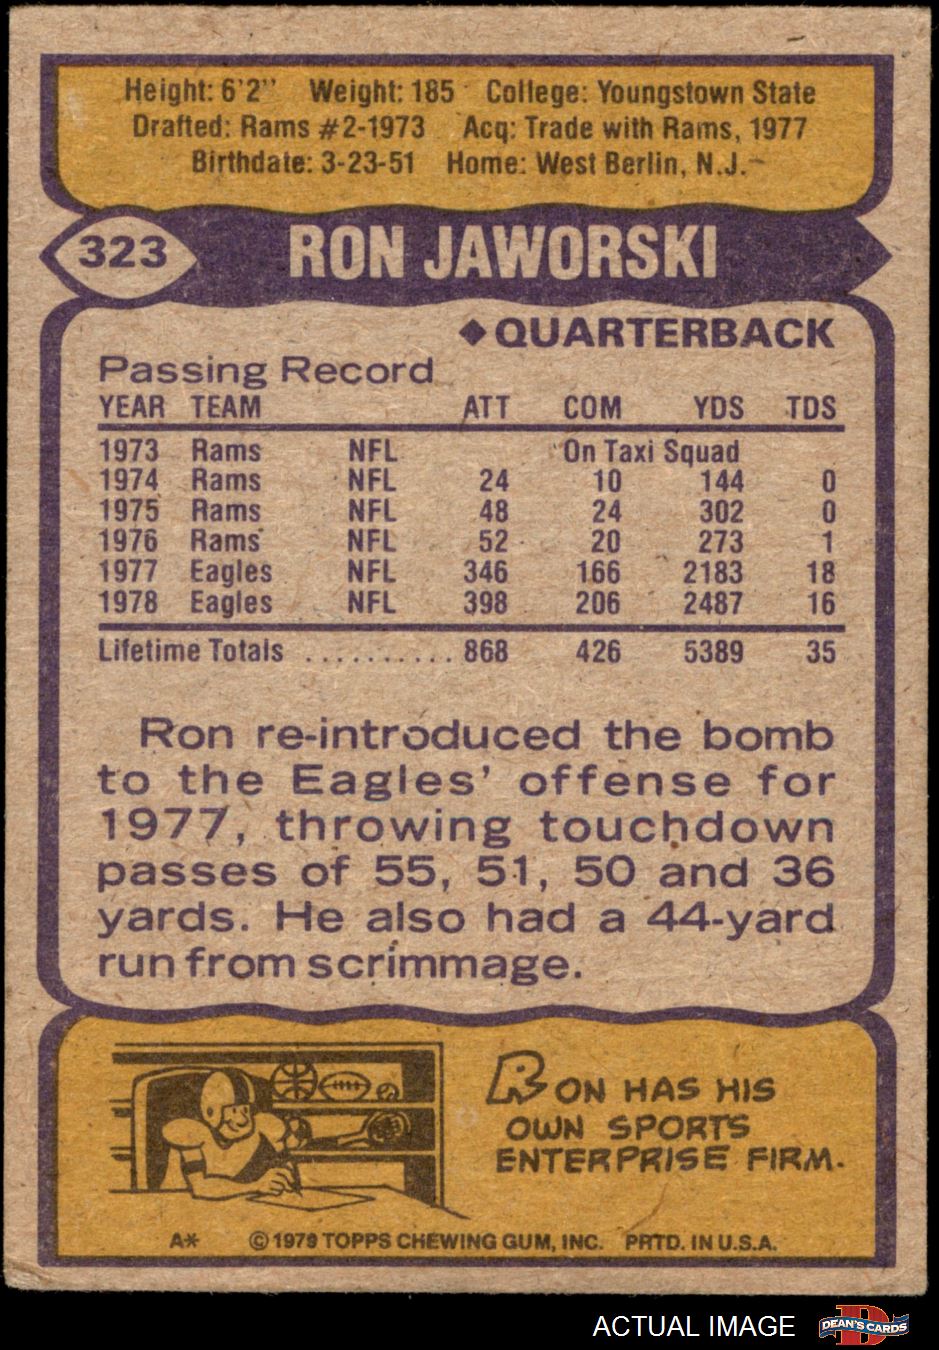 Height: 6'2" Weight: 185 College: Youngstown State
Drafted: Rams #2-1973 Acq: Trade with Rams, 1977
Birthdate: 3-23-51 Home: West Berlin, N.J.
323 RON JAWORSKI
◆QUARTERBACK
Passing Record
YEAR TEAM ATT COM YDS TDS
1973 Rams NFL On Taxi Squad
1974 Rams NFL 24 10 144 0
1975 Rams NFL 48 24 302 0
1976 Rams NFL 52 20 273 1
1977 Eagles NFL 346 166 2183 18
1978 Eagles NFL 398 206 2487 16
Lifetime Totals .......... 868 426 5389 35
Ron re-introduced the bomb
to the Eagles' offense for
1977, throwing touchdown
passes of 55, 51, 50 and 36
yards. He also had a 44-yard
run from scrimmage.
RON HAS HIS
OWN SPORTS
ENTERPRISE FIRM.
A* ©1979 TOPPS CHEWING GUM, INC. PRTD. IN U.S.A.
ACTUAL IMAGE
D
DEAN'S CARDS